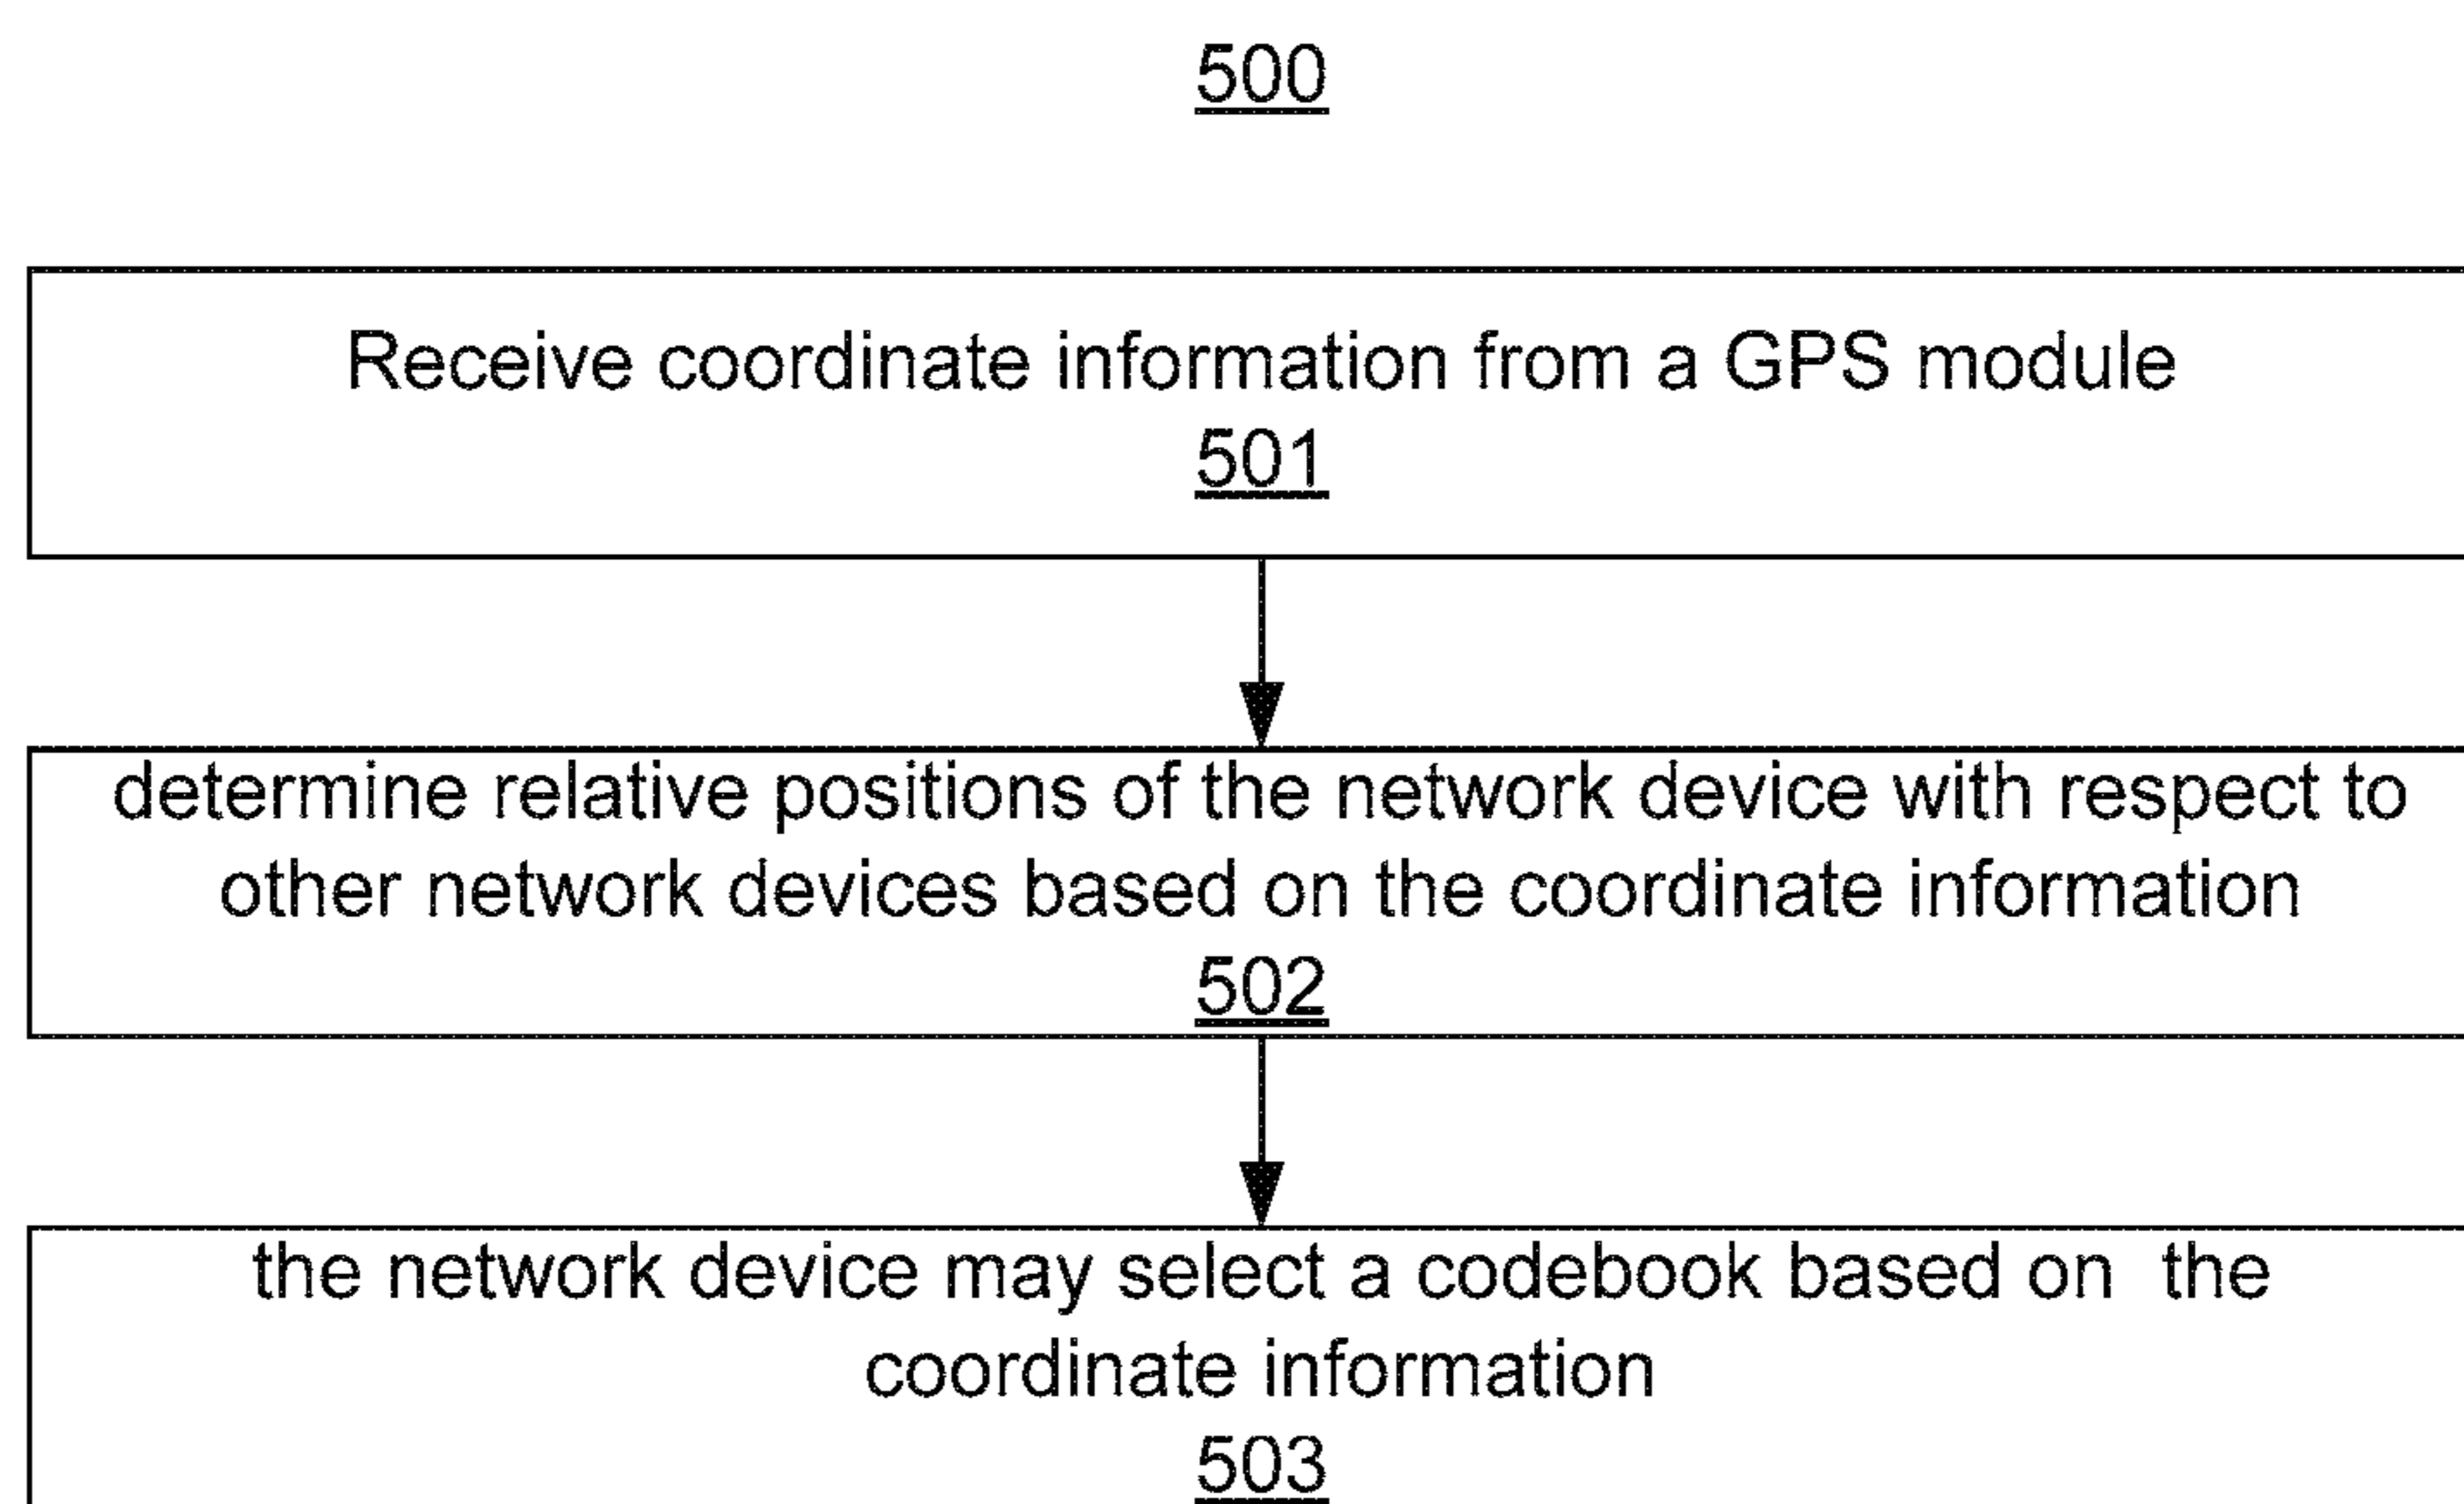 500
Receive coordinate information from a GPS module
501
determine relative positions of the network device with respect to
other network devices based on the coordinate information
502
the network device may select a codebook based on the
coordinate information
503